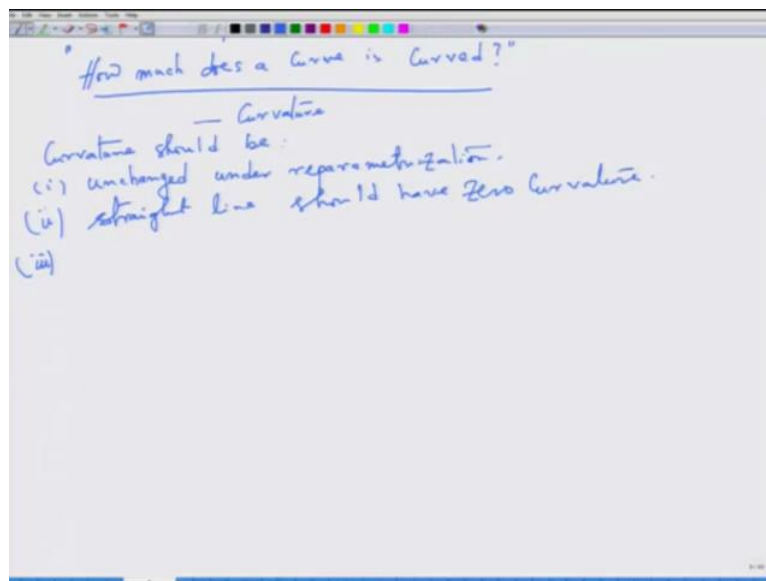 "How much does a Curve is Curved?"
— Curvature
Curvature should be:
(i) unchanged under reparametrization.
(ii) straight line should have zero Curvature.
(iii)